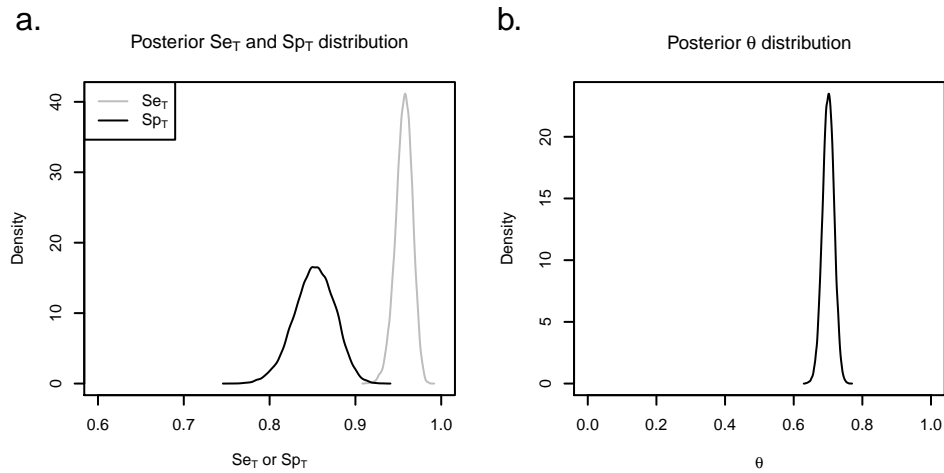 a.
Posterior SeT and SpT distribution
SeT
SpT
Density
0
10
20
30
40
0.6 0.7 0.8 0.9 1.0
SeT or SpT
b.
Posterior θ distribution
Density
0
5
10
15
20
0.0 0.2 0.4 0.6 0.8 1.0
θ